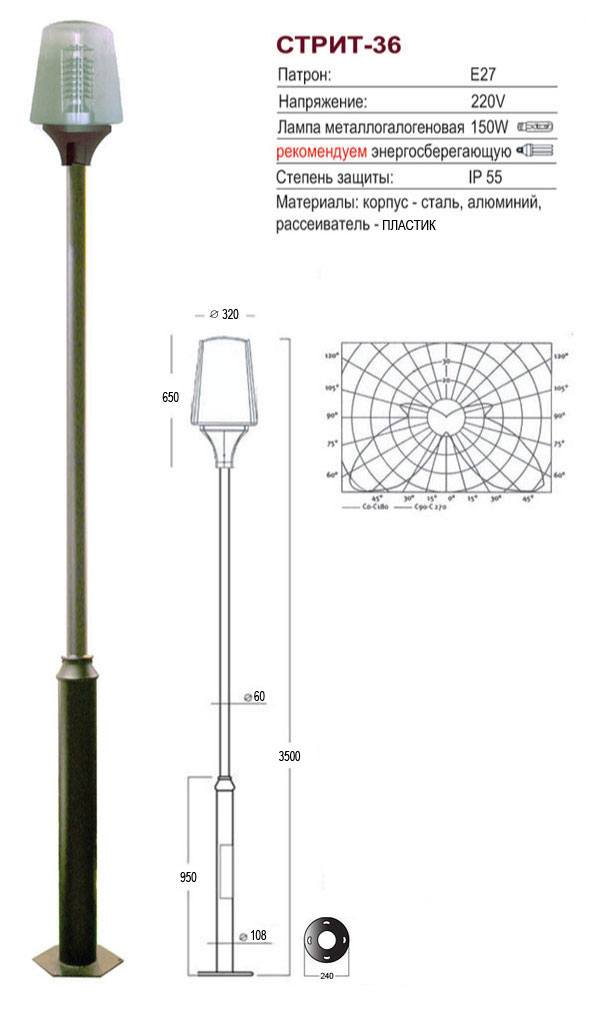 СТРИТ-36
Патрон: E27
Напряжение: 220V
Лампа металлогалогеновая 150W
рекомендуем энергосберегающую
Степень защиты: IP 55
Материалы: корпус - сталь, алюминий,
рассеиватель - ПЛАСТИК
⌀ 320
650
120° 120°
30
105° 20 105°
90° 90°
75° 75°
60° 60°
45° 30° 15° 0° 15° 30° 45°
C0-C180 C90-C 270
⌀ 60
3500
950
⌀ 108
240